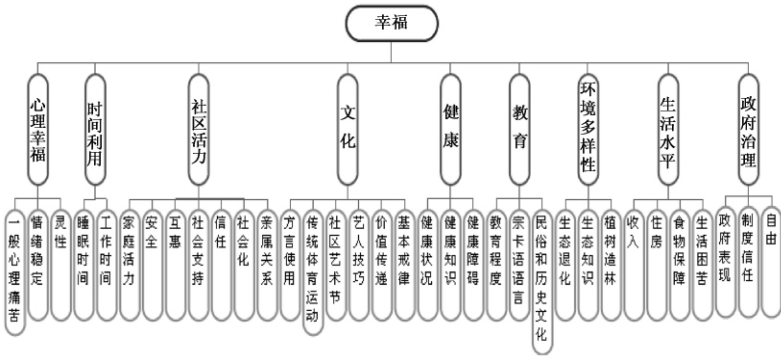 幸福
心理幸福
时间利用
社区活力
文化
健康
教育
环境多样性
生活水平
政府治理
一般心理痛苦
情绪稳定
灵性
睡眠时间
工作时间
家庭活力
安全
互惠
社会支持
信任
社会化
亲属关系
方言使用
传统体育运动
社区艺术节
艺人技巧
价值传递
基本戒律
健康状况
健康知识
健康障碍
教育程度
宗卡语语言
民俗和历史文化
生态退化
生态知识
植树造林
收入
住房
食物保障
生活困苦
政府表现
制度信任
自由